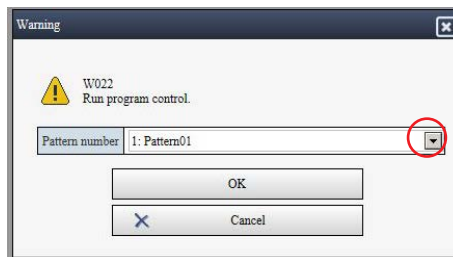 Warning
W022
Run program control.
Pattern number 1: Pattern01
OK
Cancel